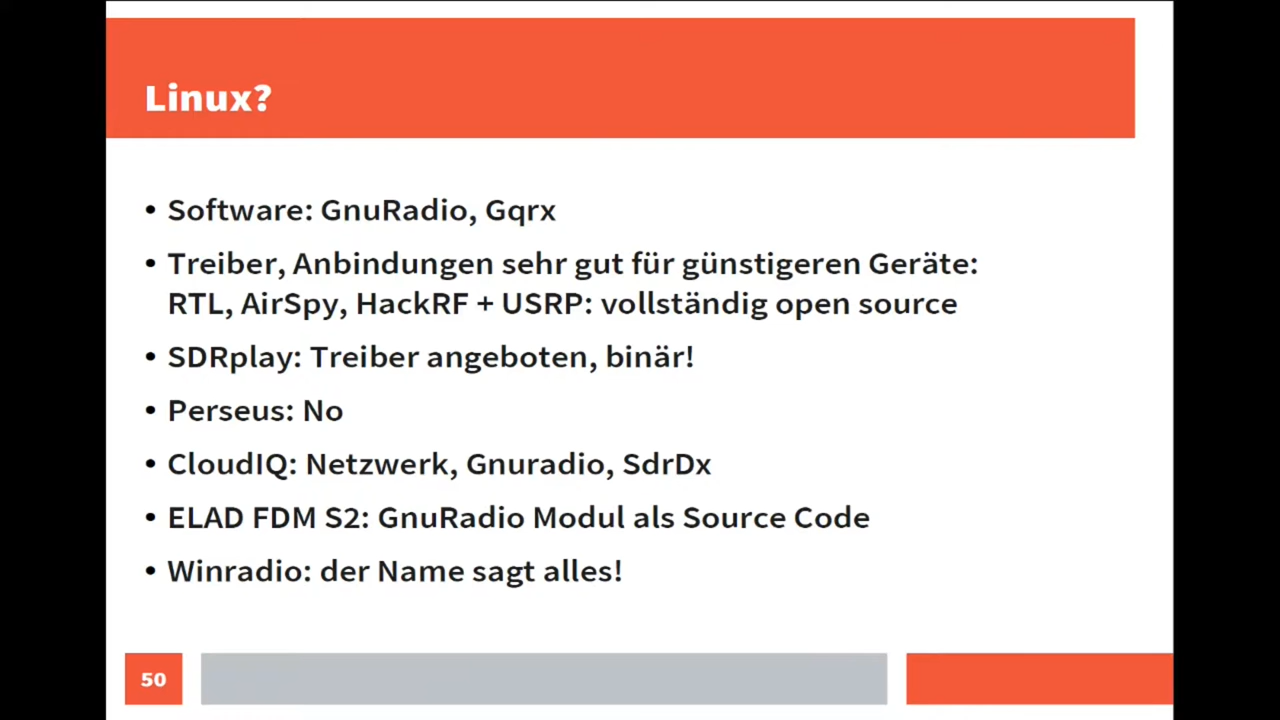 Linux?
• Software: GnuRadio, Gqrx
• Treiber, Anbindungen sehr gut für günstigeren Geräte:
RTL, AirSpy, HackRF + USRP: vollständig open source
• SDRplay: Treiber angeboten, binär!
• Perseus: No
• CloudIQ: Netzwerk, Gnuradio, SdrDx
• ELAD FDM S2: GnuRadio Modul als Source Code
• Winradio: der Name sagt alles!
50